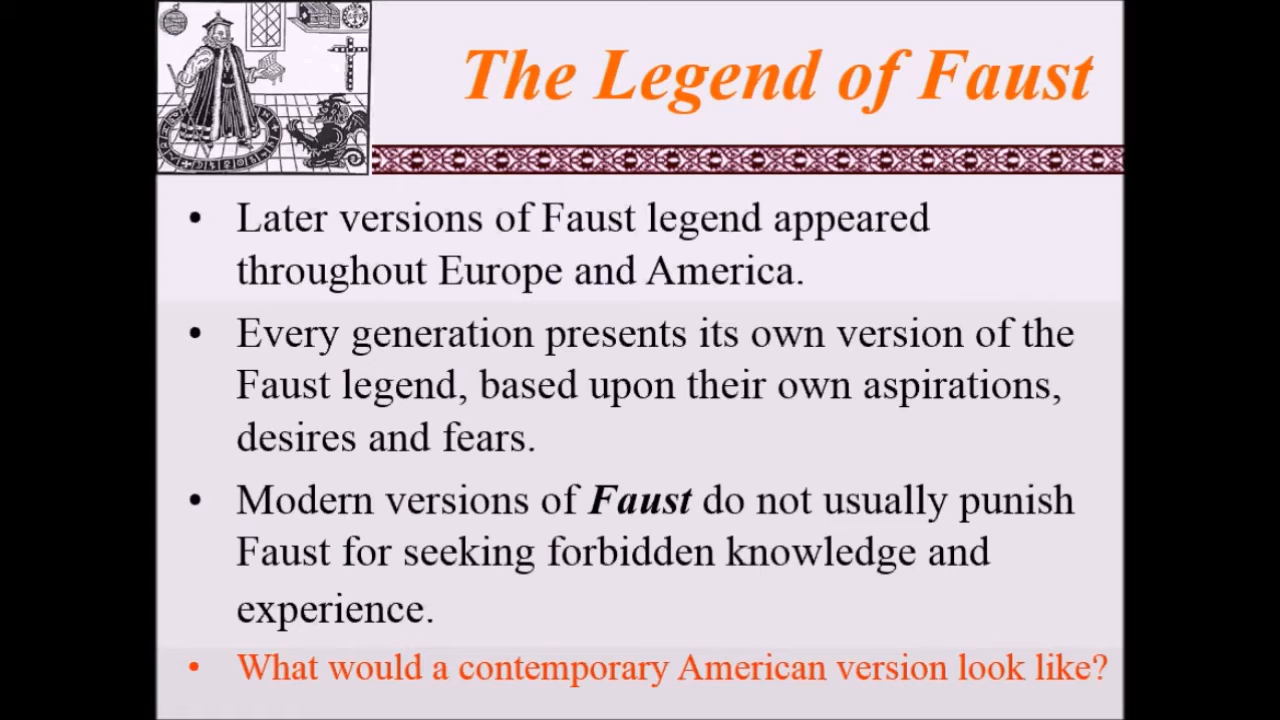 The Legend of Faust
• Later versions of Faust legend appeared
throughout Europe and America.
• Every generation presents its own version of the
Faust legend, based upon their own aspirations,
desires and fears.
• Modern versions of Faust do not usually punish
Faust for seeking forbidden knowledge and
experience.
• What would a contemporary American version look like?